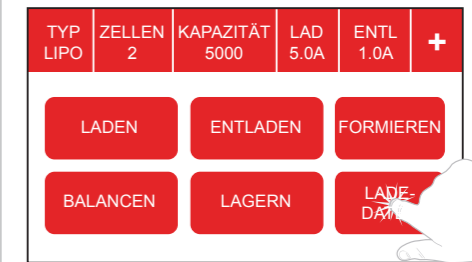 TYP ZELLEN KAPAZITÄT LAD ENTL +
LIPO 2 5000 5.0A 1.0A
LADEN ENTLADEN FORMIEREN
BALANCEN LAGERN LADE-